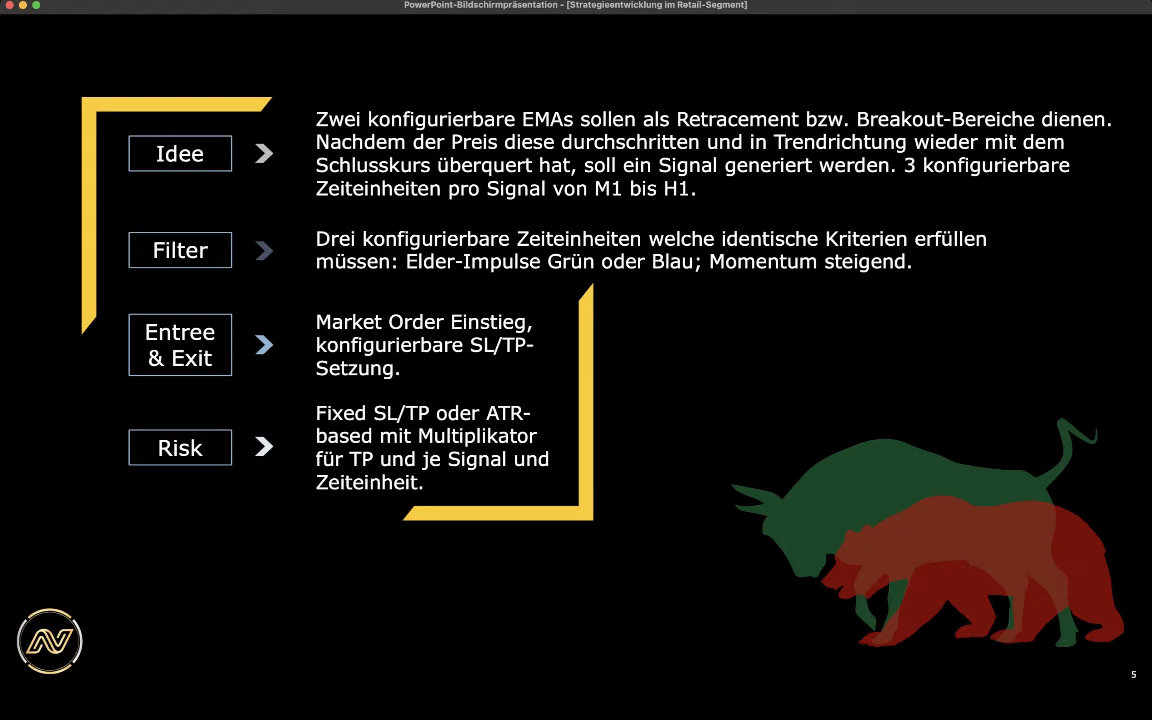 PowerPoint-Bildschirmpräsentation - [Strategieentwicklung im Retail-Segment]
Idee
Zwei konfigurierbare EMAs sollen als Retracement bzw. Breakout-Bereiche dienen.
Nachdem der Preis diese durchschritten und in Trendrichtung wieder mit dem
Schlusskurs überquert hat, soll ein Signal generiert werden. 3 konfigurierbare
Zeiteinheiten pro Signal von M1 bis H1.
Filter
Drei konfigurierbare Zeiteinheiten welche identische Kriterien erfüllen
müssen: Elder-Impulse Grün oder Blau; Momentum steigend.
Entree
& Exit
Market Order Einstieg,
konfigurierbare SL/TP-
Setzung.
Risk
Fixed SL/TP oder ATR-
based mit Multiplikator
für TP und je Signal und
Zeiteinheit.
5